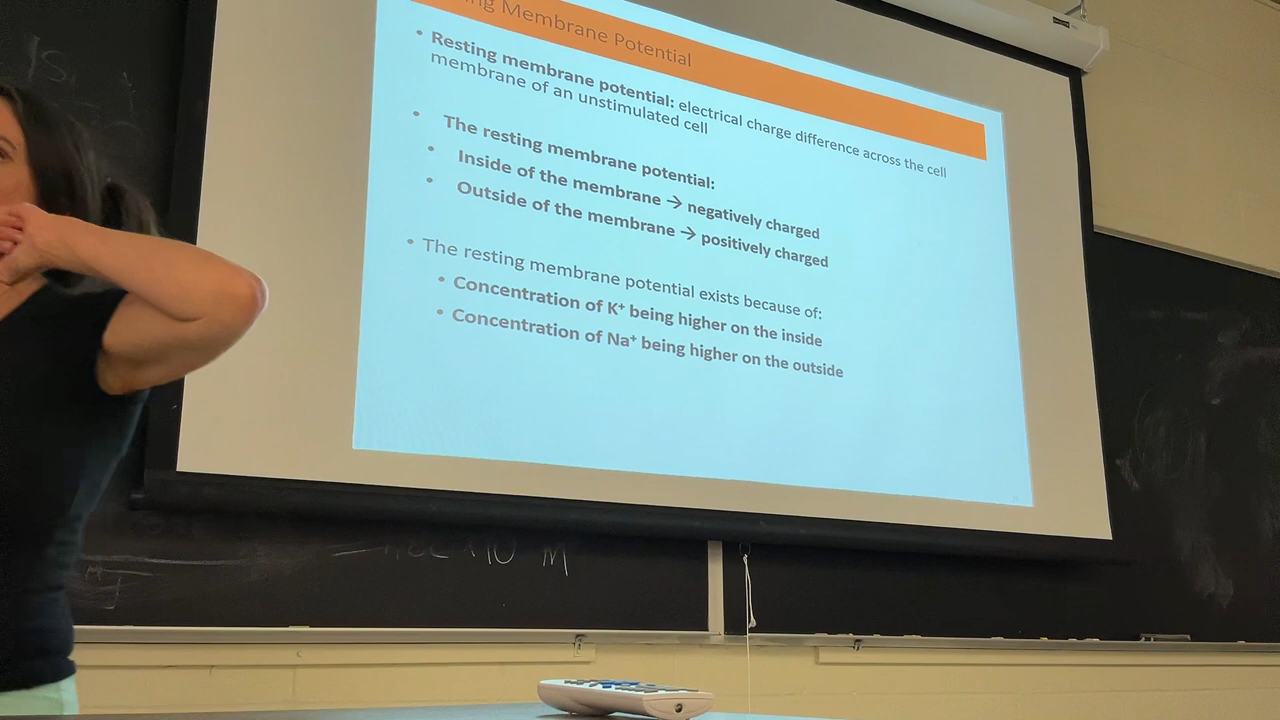 Membrane Potential
• Resting membrane potential: electrical charge difference across the cell
membrane of an unstimulated cell
• The resting membrane potential:
• Inside of the membrane → negatively charged
• Outside of the membrane → positively charged
• The resting membrane potential exists because of:
• Concentration of K⁺ being higher on the inside
• Concentration of Na⁺ being higher on the outside
M